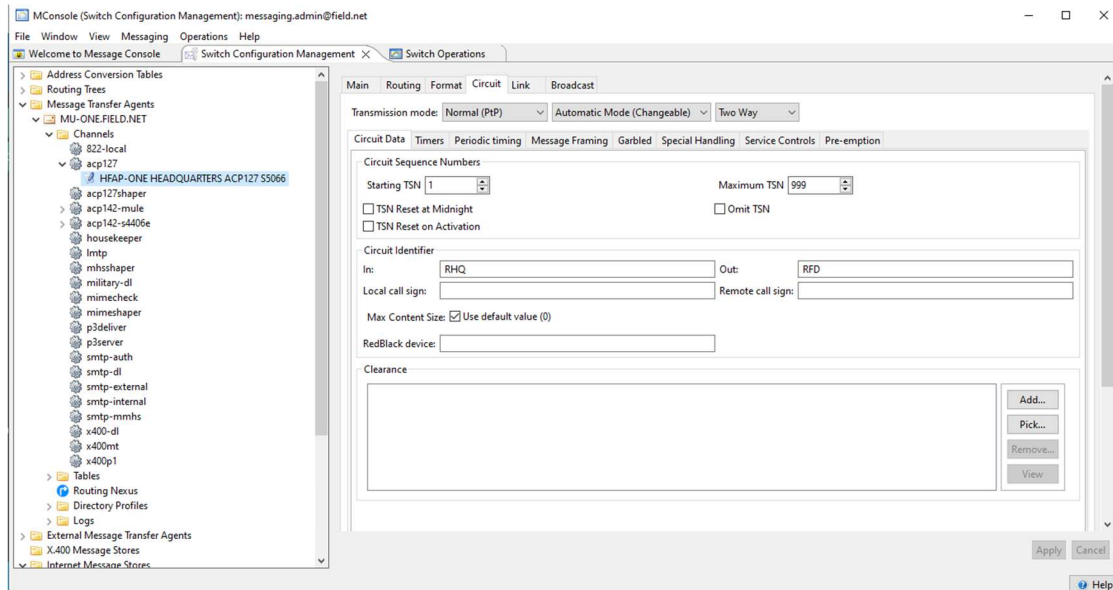 MConsole (Switch Configuration Management): messaging.admin@field.net
File Window View Messaging Operations Help
Welcome to Message Console Switch Configuration Management Switch Operations
Address Conversion Tables
Routing Trees
Message Transfer Agents
MU-ONE.FIELD.NET
Channels
822-local
acp127
HFAP-ONE HEADQUARTERS ACP127 S5066
acp127shaper
acp142-mule
acp142-s4406e
housekeeper
lmtp
mhsshaper
military-dl
mimecheck
mimeshaper
p3deliver
p3server
smtp-auth
smtp-dl
smtp-external
smtp-internal
smtp-mmhs
x400-dl
x400mt
x400p1
Tables
Routing Nexus
Directory Profiles
Logs
External Message Transfer Agents
X.400 Message Stores
Internet Message Stores
Main Routing Format Circuit Link Broadcast
Transmission mode: Normal (PtP) Automatic Mode (Changeable) Two Way
Circuit Data Timers Periodic timing Message Framing Garbled Special Handling Service Controls Pre-emption
Circuit Sequence Numbers
Starting TSN 1 Maximum TSN 999
TSN Reset at Midnight Omit TSN
TSN Reset on Activation
Circuit Identifier
In: RHQ Out: RFD
Local call sign: Remote call sign:
Max Content Size: Use default value (0)
RedBlack device:
Clearance
Add...
Pick...
Remove...
View
Apply Cancel
Help